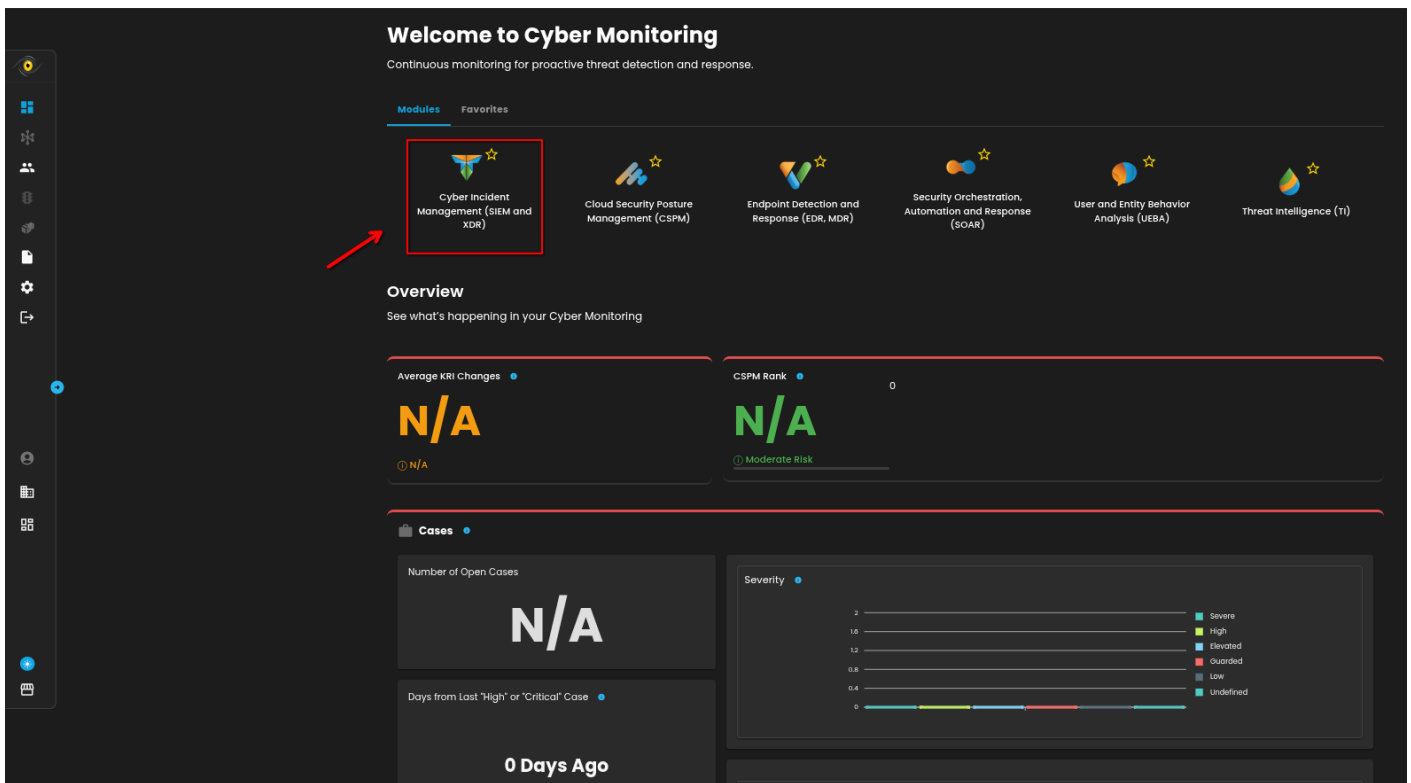 Welcome to Cyber Monitoring
Continuous monitoring for proactive threat detection and response.
Modules Favorites
Cyber Incident
Management (SIEM and
XDR)
Cloud Security Posture
Management (CSPM)
Endpoint Detection and
Response (EDR, MDR)
Security Orchestration,
Automation and Response
(SOAR)
User and Entity Behavior
Analysis (UEBA)
Threat Intelligence (TI)
Overview
See what's happening in your Cyber Monitoring
Average KRI Changes
N/A
N/A
CSPM Rank
0
N/A
Moderate Risk
Cases
Number of Open Cases
N/A
Days from Last "High" or "Critical" Case
0 Days Ago
Severity
2
1.6
1.2
0.8
0.4
0
Severe
High
Elevated
Guarded
Low
Undefined